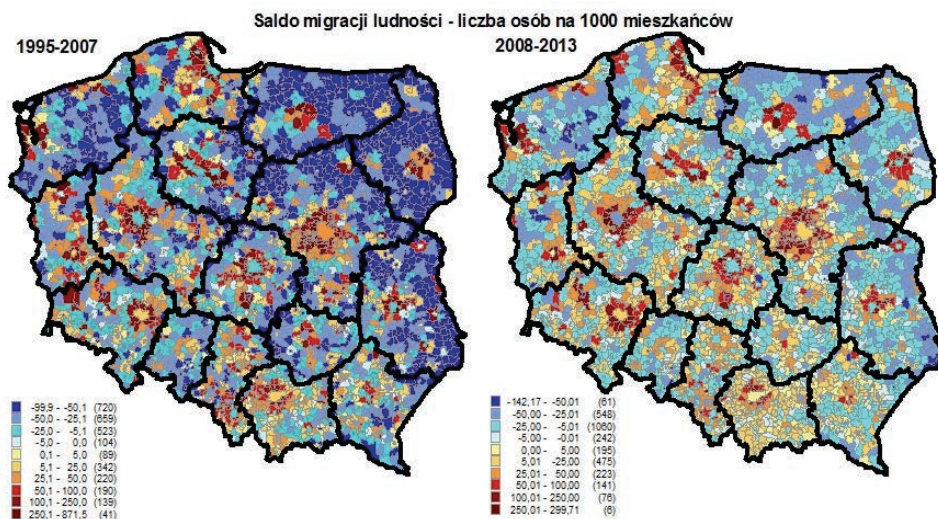 Saldo migracji ludności - liczba osób na 1000 mieszkańców
1995-2007
2008-2013
-99,9 - -50,1 (720)
-50,0 - -25,1 (659)
-25,0 - -5,1 (523)
-5,0 - 0,0 (104)
0,1 - 5,0 (89)
5,1 - 25,0 (342)
25,1 - 50,0 (220)
50,1 - 100,0 (190)
100,1 - 250,0 (139)
250,1 - 871,5 (41)
-142,17 - -50,01 (61)
-50,00 - -25,01 (548)
-25,00 - -5,01 (1060)
-5,00 - -0,01 (242)
0,00 - 5,00 (195)
5,01 - 25,00 (475)
25,01 - 50,00 (223)
50,01 - 100,00 (141)
100,01 - 250,00 (76)
250,01 - 299,71 (6)